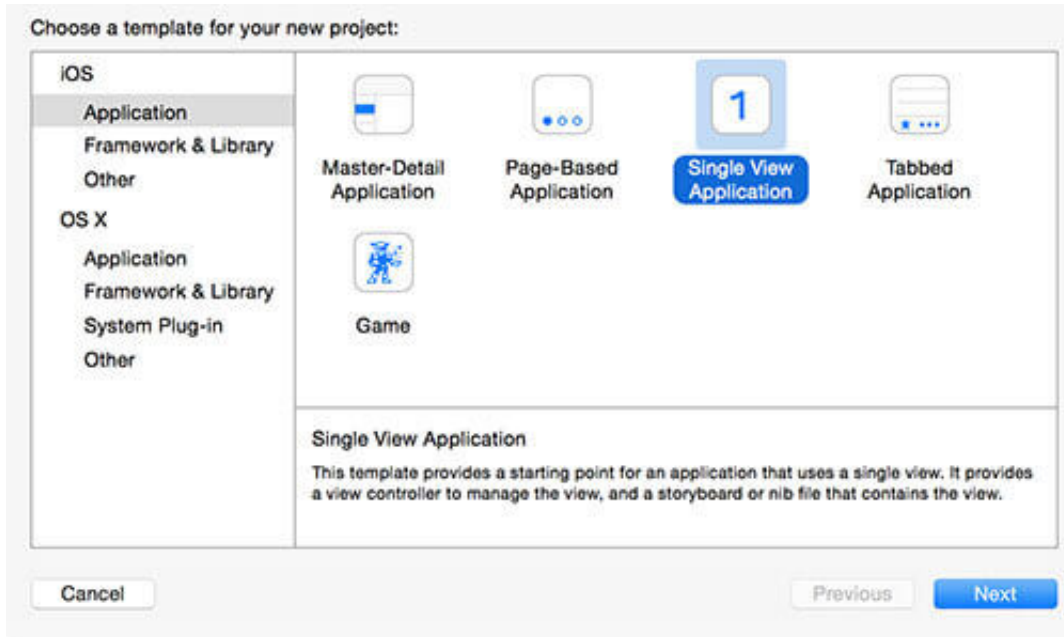 Choose a template for your new project:
iOS
Application
Framework & Library
Other
OS X
Application
Framework & Library
System Plug-in
Other
Master-Detail
Application
Page-Based
Application
1
Single View
Application
Tabbed
Application
Game
Single View Application
This template provides a starting point for an application that uses a single view. It provides
a view controller to manage the view, and a storyboard or nib file that contains the view.
Cancel
Previous
Next